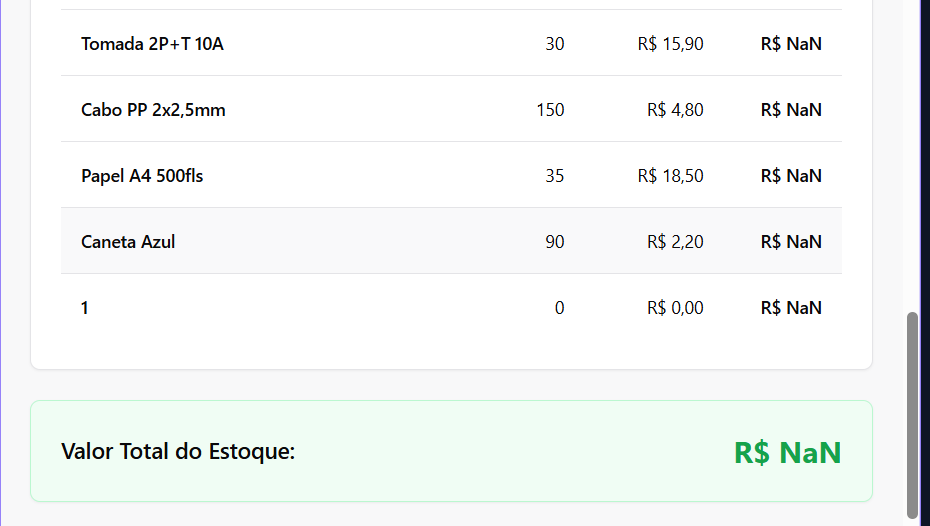 Tomada 2P+T 10A 30 R$ 15,90 R$ NaN
Cabo PP 2x2,5mm 150 R$ 4,80 R$ NaN
Papel A4 500fls 35 R$ 18,50 R$ NaN
Caneta Azul 90 R$ 2,20 R$ NaN
1 0 R$ 0,00 R$ NaN
Valor Total do Estoque: R$ NaN